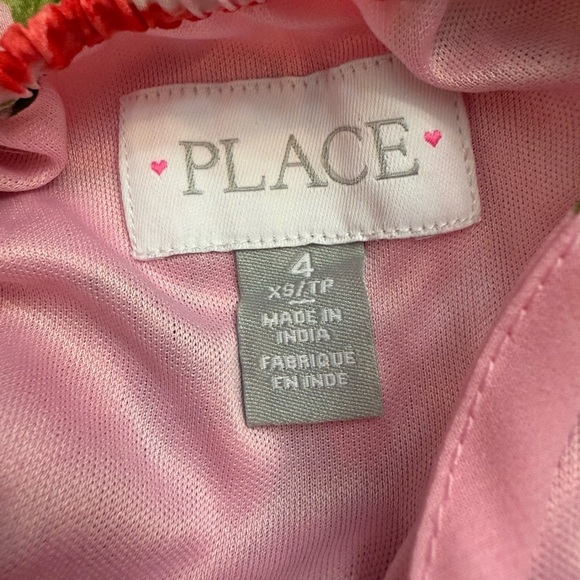 PLACE
4
XS/TP
MADE IN
INDIA
FABRIQUE
EN INDE